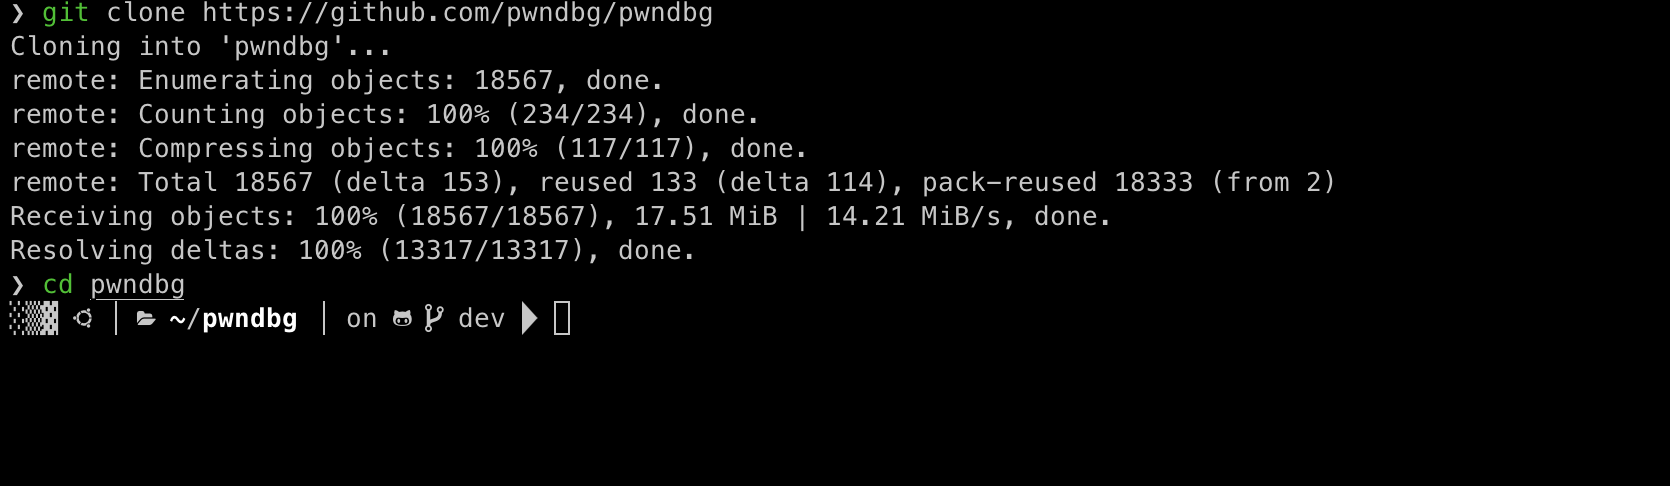 ❯ git clone https://github.com/pwndbg/pwndbg
Cloning into 'pwndbg'...
remote: Enumerating objects: 18567, done.
remote: Counting objects: 100% (234/234), done.
remote: Compressing objects: 100% (117/117), done.
remote: Total 18567 (delta 153), reused 133 (delta 114), pack-reused 18333 (from 2)
Receiving objects: 100% (18567/18567), 17.51 MiB | 14.21 MiB/s, done.
Resolving deltas: 100% (13317/13317), done.
❯ cd pwndbg
~/pwndbg │ on dev